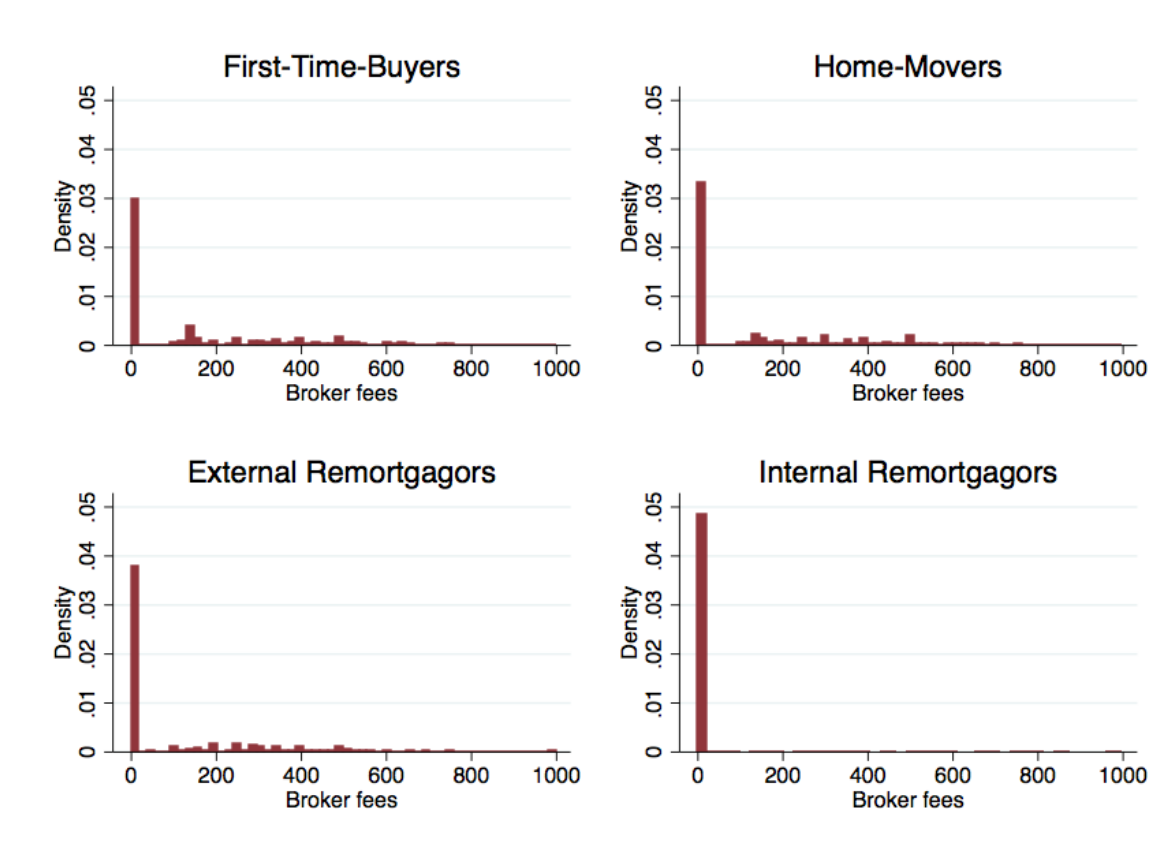 First-Time-Buyers
Density
.05
.04
.03
.02
.01
0
0 200 400 600 800 1000
Broker fees
Home-Movers
Density
.05
.04
.03
.02
.01
0
0 200 400 600 800 1000
Broker fees
External Remortgagors
Density
.05
.04
.03
.02
.01
0
0 200 400 600 800 1000
Broker fees
Internal Remortgagors
Density
.05
.04
.03
.02
.01
0
0 200 400 600 800 1000
Broker fees